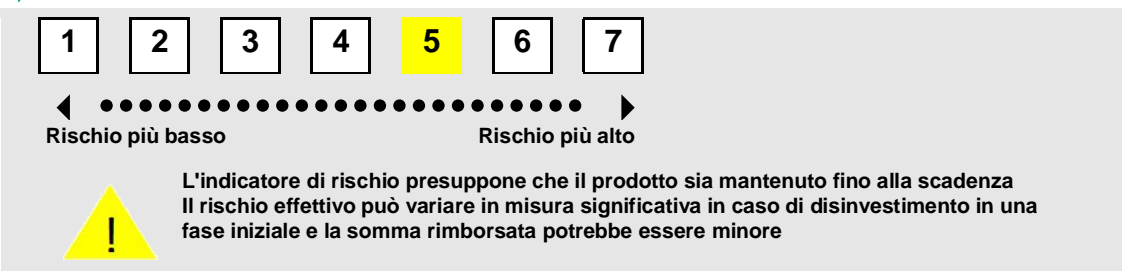 1 2 3 4 5 6 7
Rischio più basso Rischio più alto
L'indicatore di rischio presuppone che il prodotto sia mantenuto fino alla scadenza
Il rischio effettivo può variare in misura significativa in caso di disinvestimento in una
fase iniziale e la somma rimborsata potrebbe essere minore
!